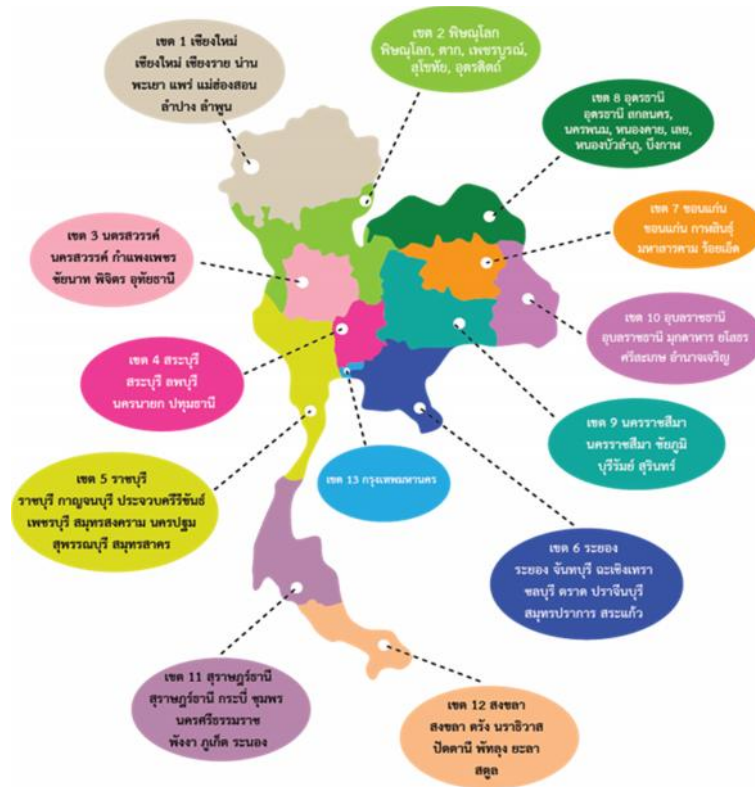 เขต 1 เชียงใหม่
เชียงใหม่ เชียงราย น่าน
พะเยา แพร่ แม่ฮ่องสอน
ลำปาง ลำพูน
เขต 2 พิษณุโลก
พิษณุโลก, ตาก, เพชรบูรณ์,
สุโขทัย, อุตรดิตถ์
เขต 8 อุดรธานี
อุดรธานี สกลนคร,
นครพนม, หนองคาย, เลย,
หนองบัวลำภู, บึงกาฬ
เขต 3 นตรสวรรค์
นครสวรรค์ กำแพงเพชร
ชัยนาท พิจิตร อุทัยธานี
เขต 7 ขอนแก่น
ขอนแก่น กาฬสินธุ์
มหาสารคาม ร้อยเอ็ด
เขต 10 อุบลราชธานี
อุบลราชธานี มุกดาหาร ยโสธร
ศรีสะเกษ อำนาจเจริญ
เขต 4 สระบุรี
สระบุรี ลพบุรี
นครนายก ปทุมธานี
เขต 9 นครราชสีมา
นครราชสีมา ชัยภูมิ
บุรีรัมย์ สุรินทร์
เขต 5 ราชบุรี
ราชบุรี กาญจนบุรี ประจวบคีรีขันธ์
เพชรบุรี สมุทรสงคราม นครปฐม
สุพรรณบุรี สมุทรสาคร
เขต 13 กรุงเทพมหานคร
เขต 6 ระยอง
ระยอง จันทบุรี ฉะเชิงเทรา
ชลบุรี ตราด ปราจีนบุรี
สมุทรปราการ สระแก้ว
เขต 11 สุราษฎร์ธานี
สุราษฎร์ธานี กระบี่ ชุมพร
นครศรีธรรมราช
พังงา ภูเก็ต ระนอง
เขต 12 สงขลา
สงขลา ตรัง นราธิวาส
ปัตตานี พัทลุง ยะลา
สตูล